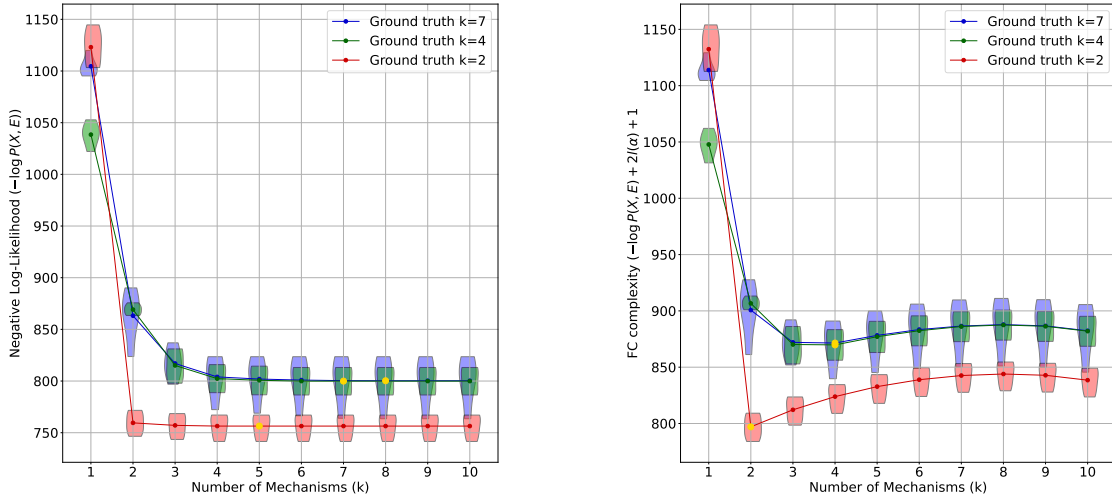 Negative Log-Likelihood (−log P(X, E))
1150
1100
1050
1000
950
900
850
800
750
1 2 3 4 5 6 7 8 9 10
Number of Mechanisms (k)
Ground truth k=7
Ground truth k=4
Ground truth k=2
FC complexity (−log P(X, E) + 2l(α) + 1
1150
1100
1050
1000
950
900
850
800
1 2 3 4 5 6 7 8 9 10
Number of Mechanisms (k)
Ground truth k=7
Ground truth k=4
Ground truth k=2